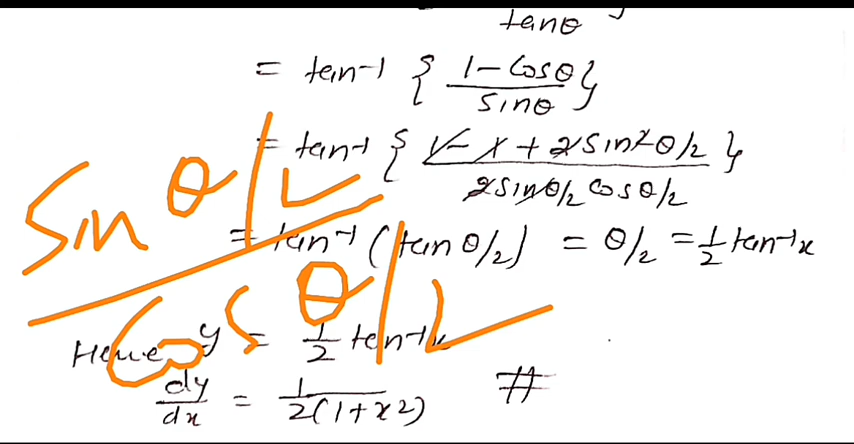 tanθ }
= tan-1 { 1-Cosθ / sinθ }
= tan-1 { 1-1+2sin²θ/2 / 2sinθ/2 cosθ/2 }
= tan-1 (tan θ/2) = θ/2 = 1/2 tan-1x
Sin θ/2
Cos θ/2
Hence y = 1/2 tan-1x
dy/dx = 1/2(1+x2) #